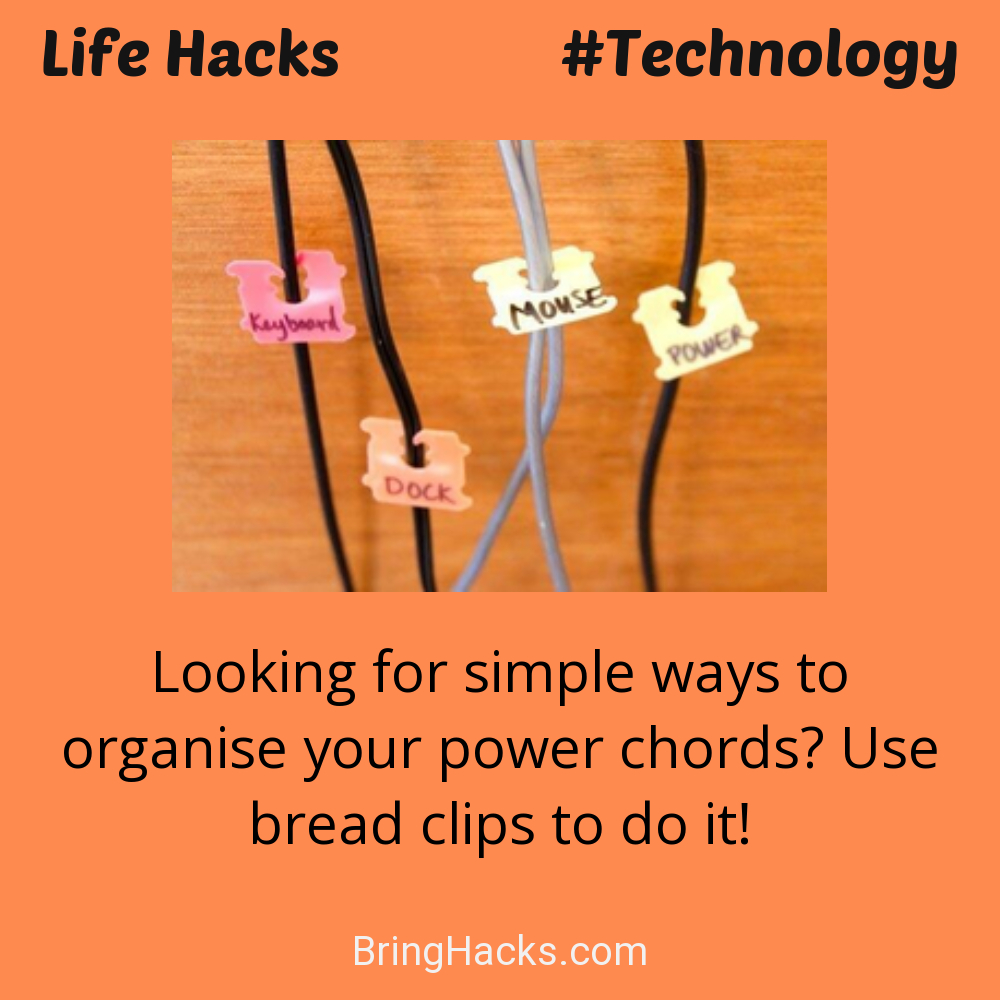 Life Hacks #Technology
Keyboard
MOUSE
POWER
DOCK
Looking for simple ways to
organise your power chords? Use
bread clips to do it!
BringHacks.com